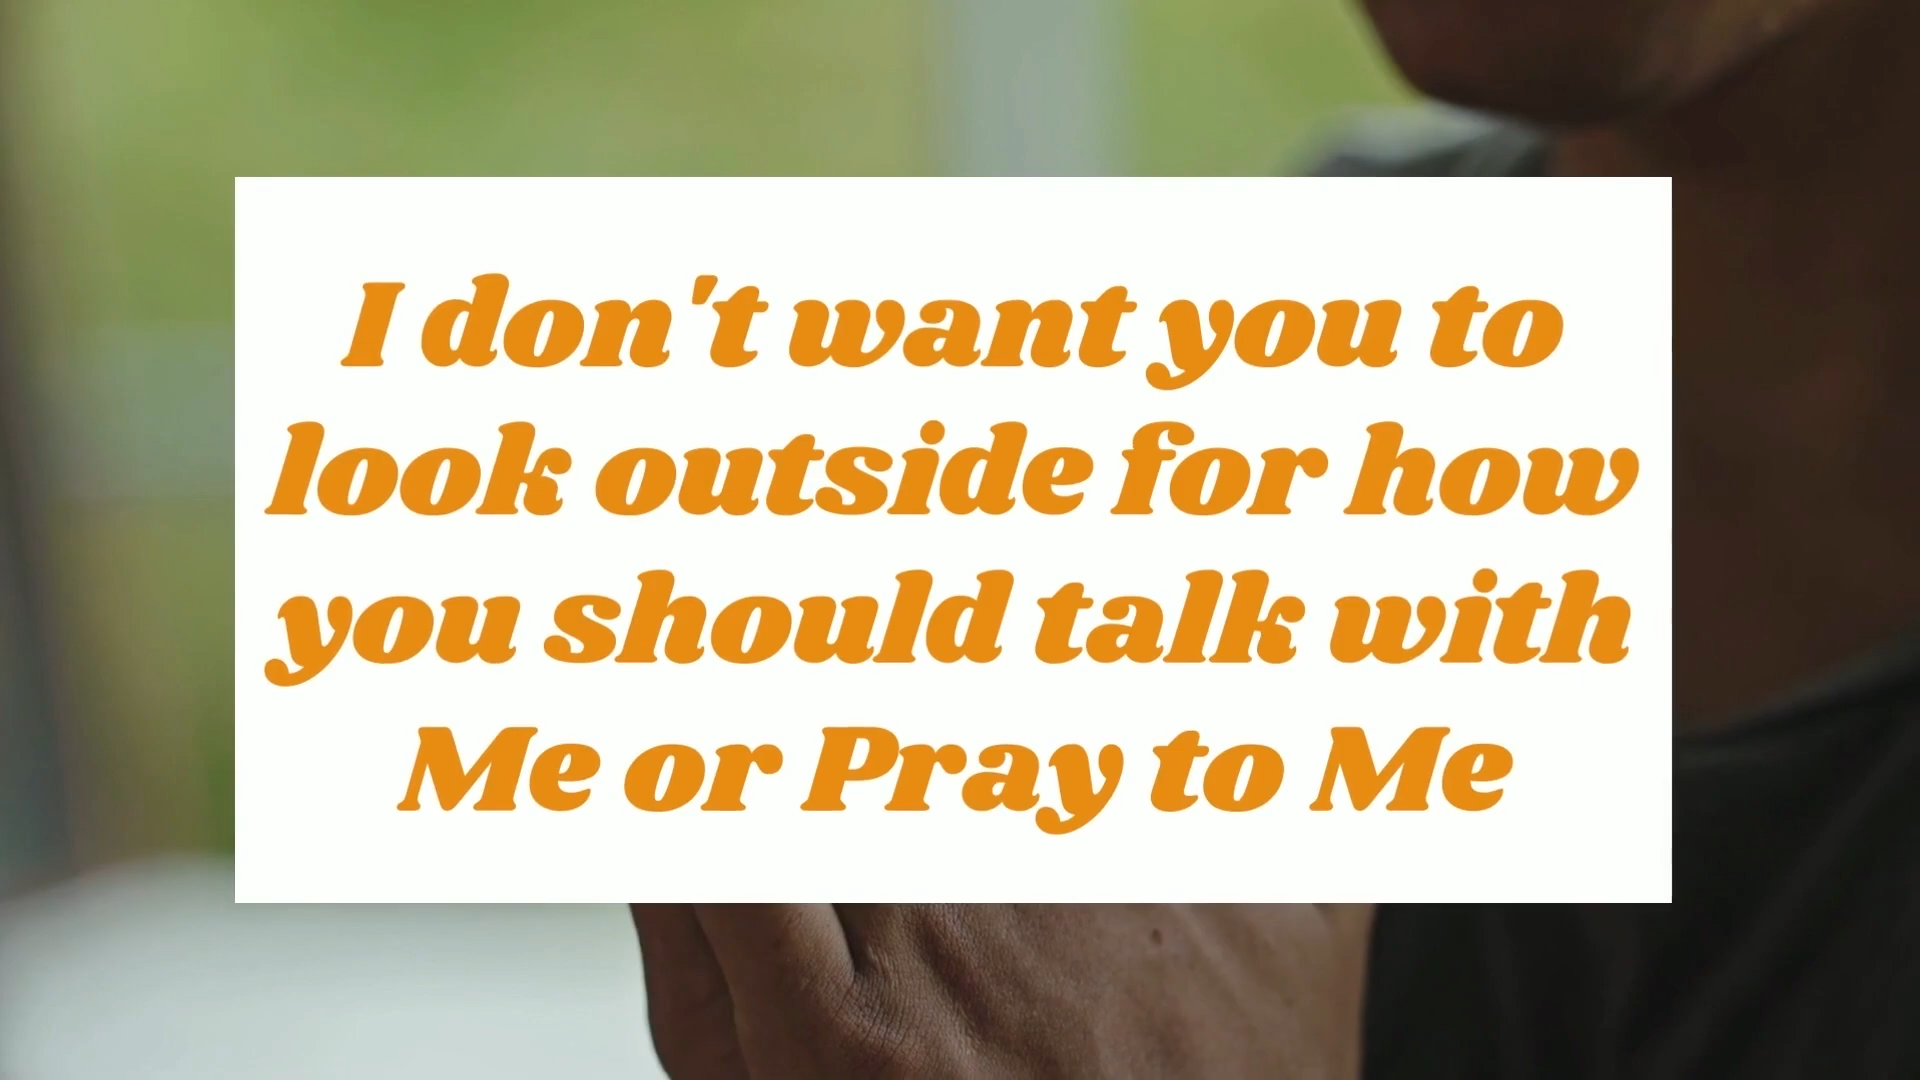 I don't want you to
look outside for how
you should talk with
Me or Pray to Me